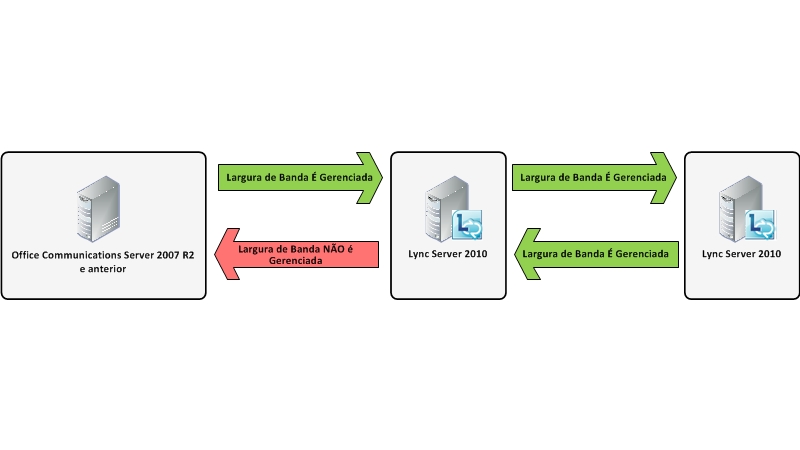 Largura de Banda É Gerenciada
Largura de Banda É Gerenciada
Largura de Banda NÃO é
Gerenciada
Largura de Banda É Gerenciada
Office Communications Server 2007 R2
e anterior
Lync Server 2010
Lync Server 2010